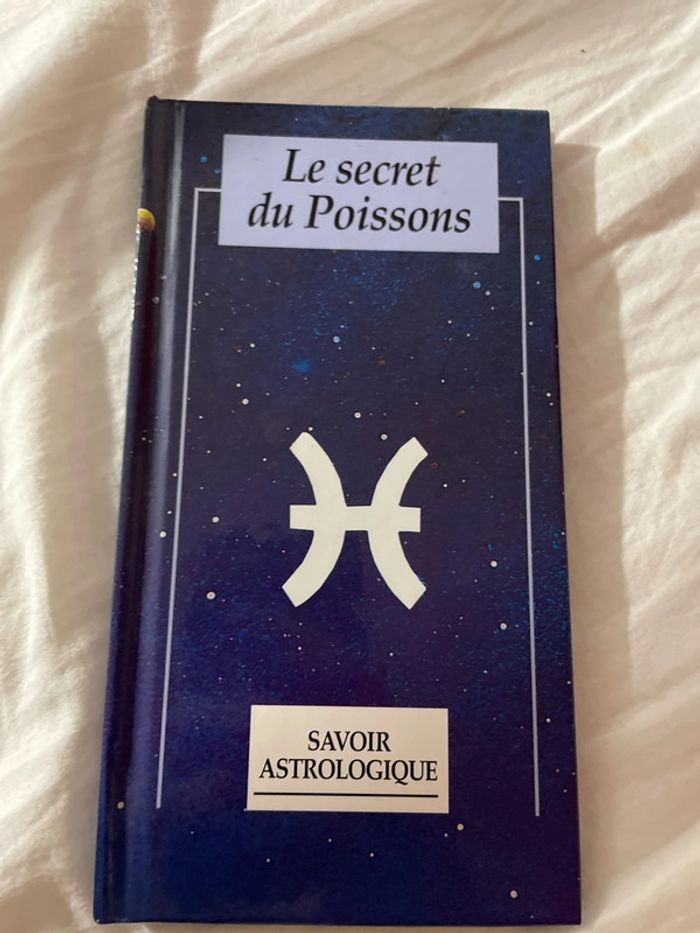 Le secret
du Poissons
SAVOIR
ASTROLOGIQUE